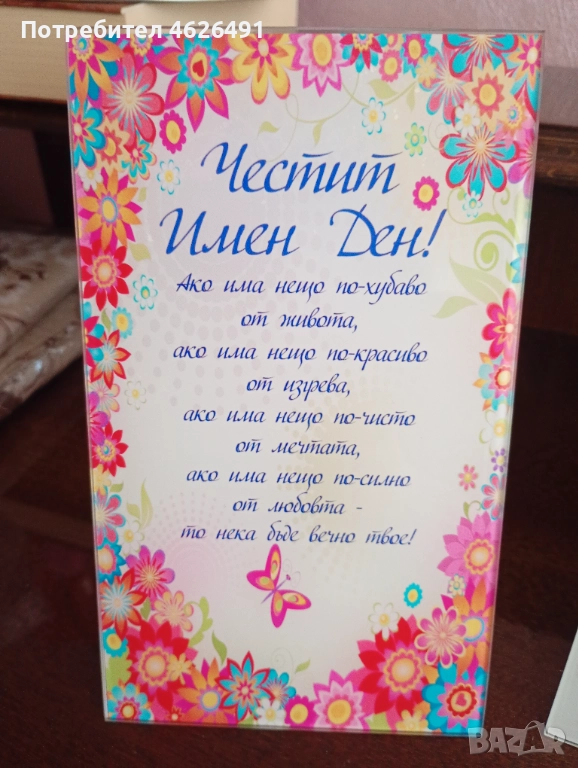 Потребител 4626491
Честит
Имен Ден!
Ако има нещо по-хубаво
от живота,
ако има нещо по-красиво
от изгрева,
ако има нещо по-чисто
от мечтата,
ако има нещо по-силно
от любовта -
то нека бъде вечно твое!
BAZAR